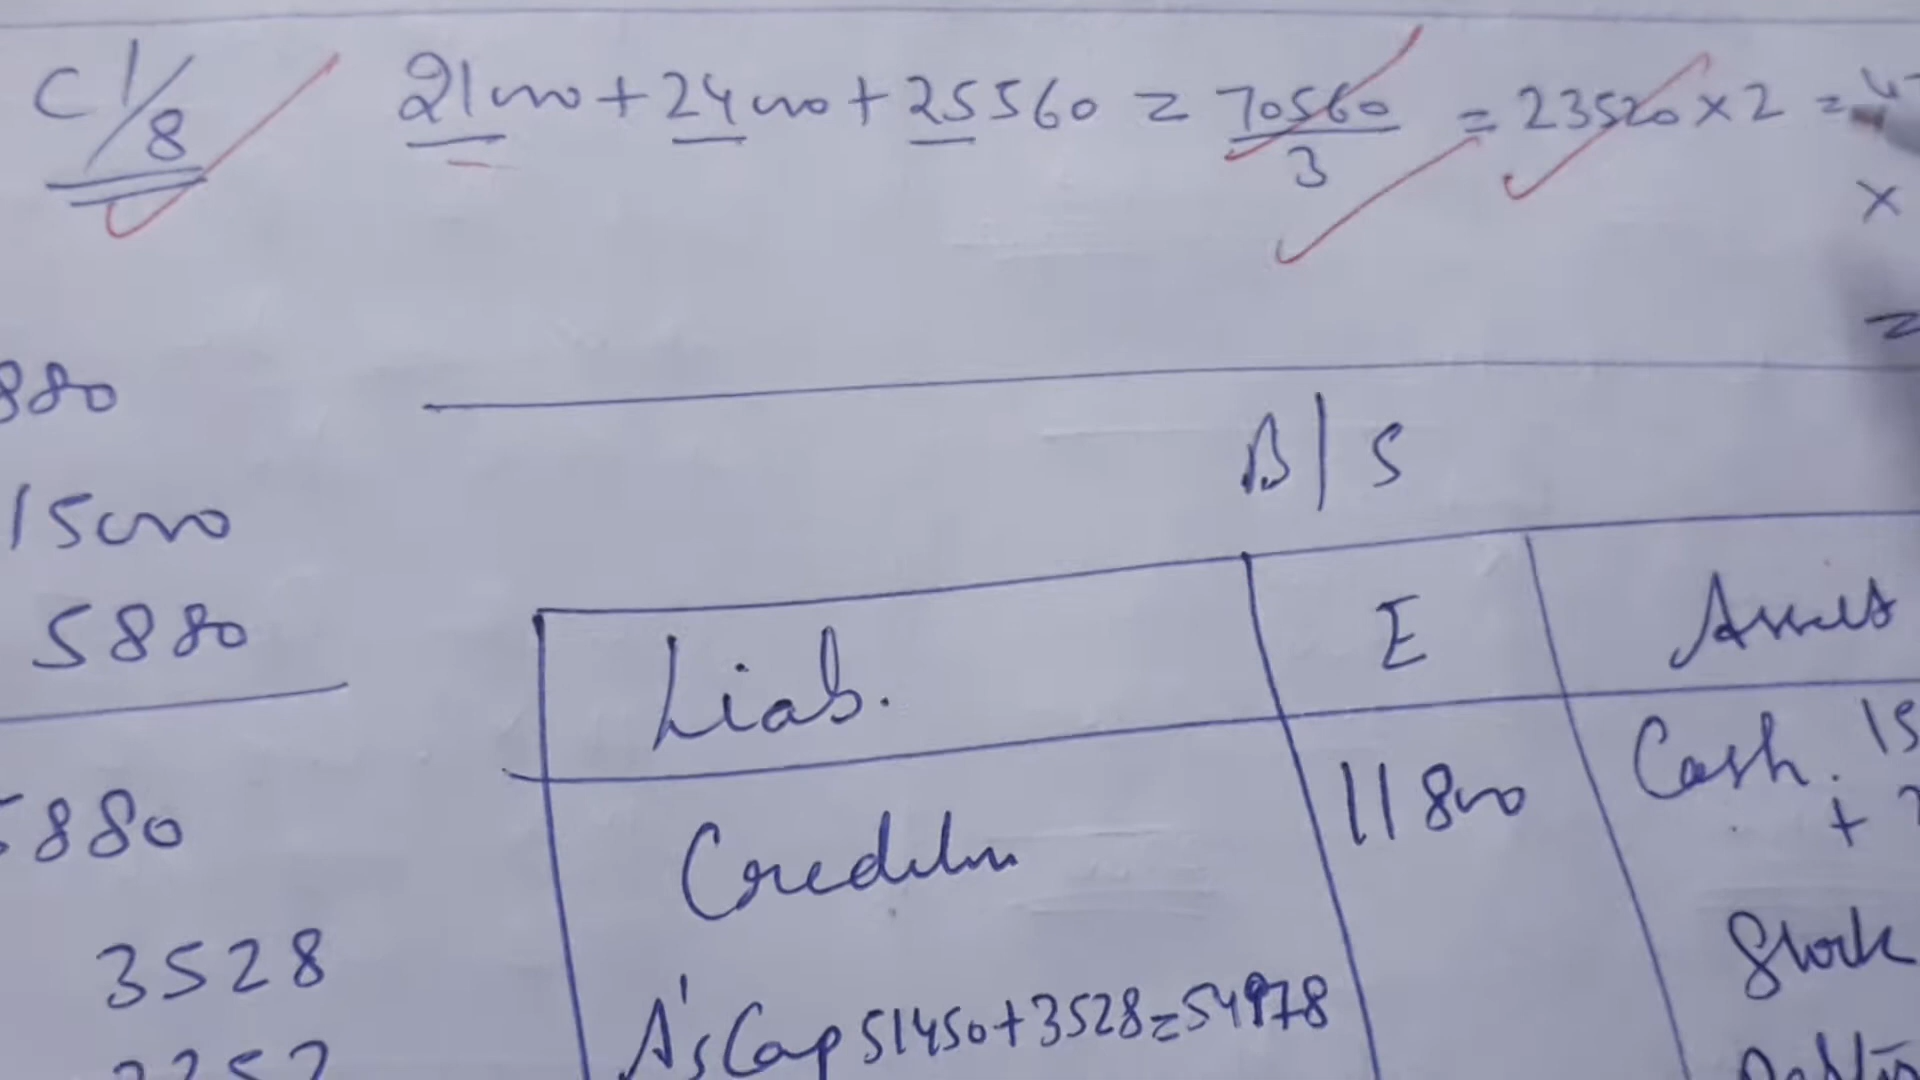 C 1/8 21000 + 24000 + 25560 = 70560/3 = 23520 x 2 = 4
x
=
880
15000
5880
B/S
Liab. E Assets
Cash. 15
+
Creditors 11800
5880
Stock
3528
A's Cap 51450+3528=54978